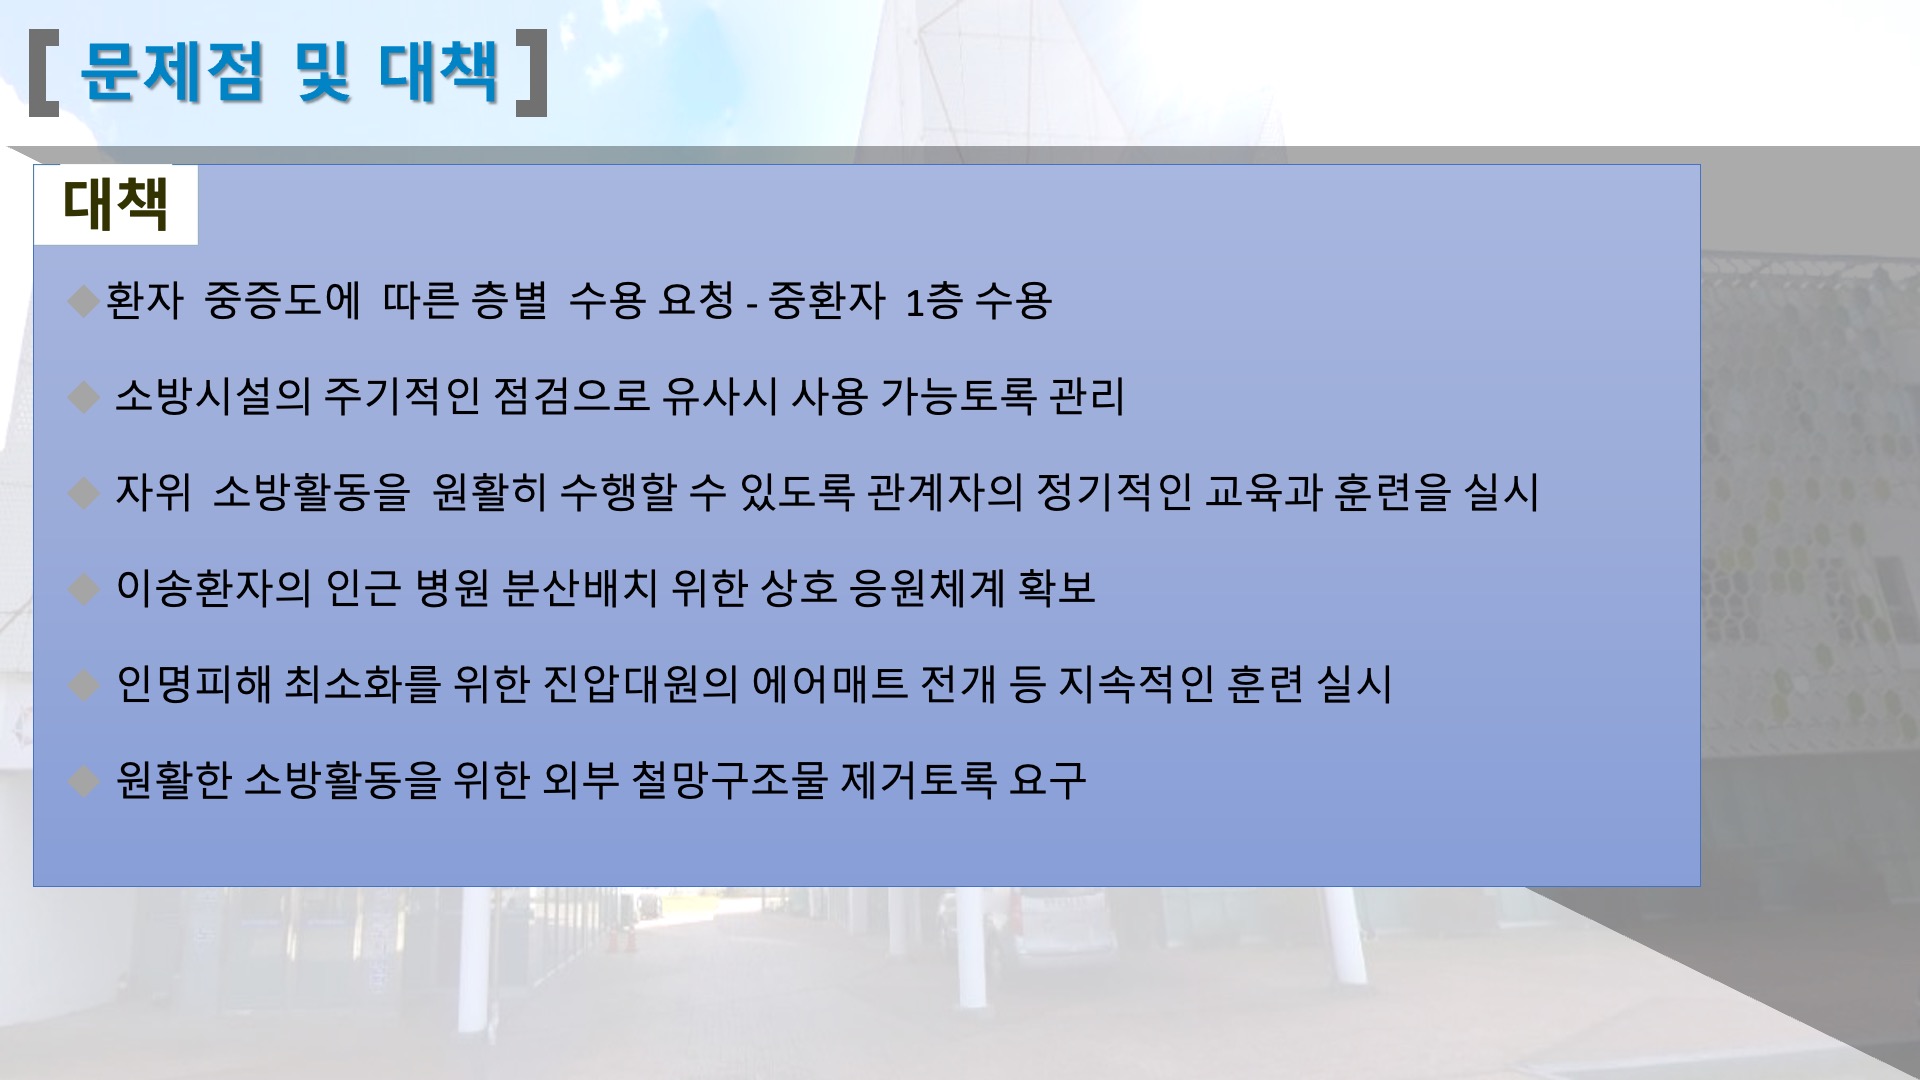 [ 문제점 및 대책 ]
대책
◆환자 중증도에 따른 층별 수용 요청 - 중환자 1층 수용
◆ 소방시설의 주기적인 점검으로 유사시 사용 가능토록 관리
◆ 자위 소방활동을 원활히 수행할 수 있도록 관계자의 정기적인 교육과 훈련을 실시
◆ 이송환자의 인근 병원 분산배치 위한 상호 응원체계 확보
◆ 인명피해 최소화를 위한 진압대원의 에어매트 전개 등 지속적인 훈련 실시
◆ 원활한 소방활동을 위한 외부 철망구조물 제거토록 요구